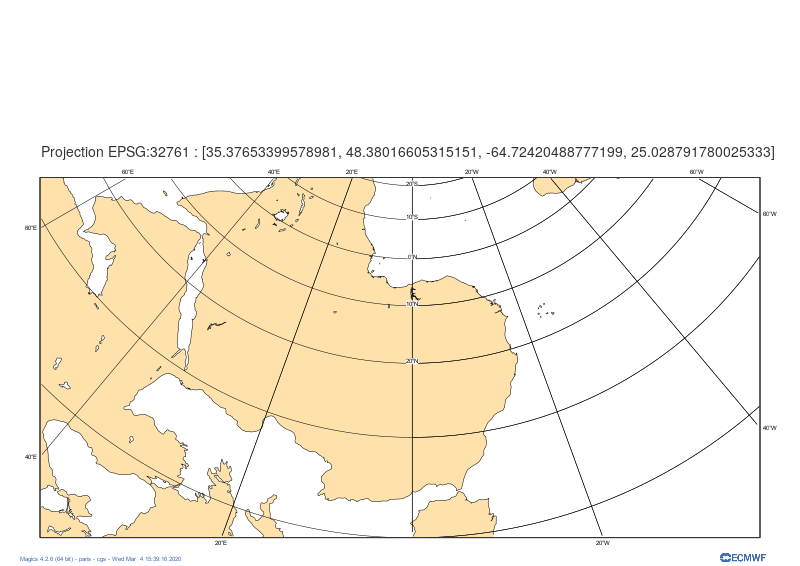 Projection EPSG:32761 : [35.37653399578981, 48.38016605315151, -64.72420488777199, 25.028791780025333]
60°E 40°E 20°E 20°W 40°W 60°W
20°S
60°W
10°S
60°E
0°N
10°N
20°N
40°W
40°E
20°E 20°W
Magics 4.2.6 (64 bit) - paris - cgs - Wed Mar 4 15:39:16 2020
ECMWF